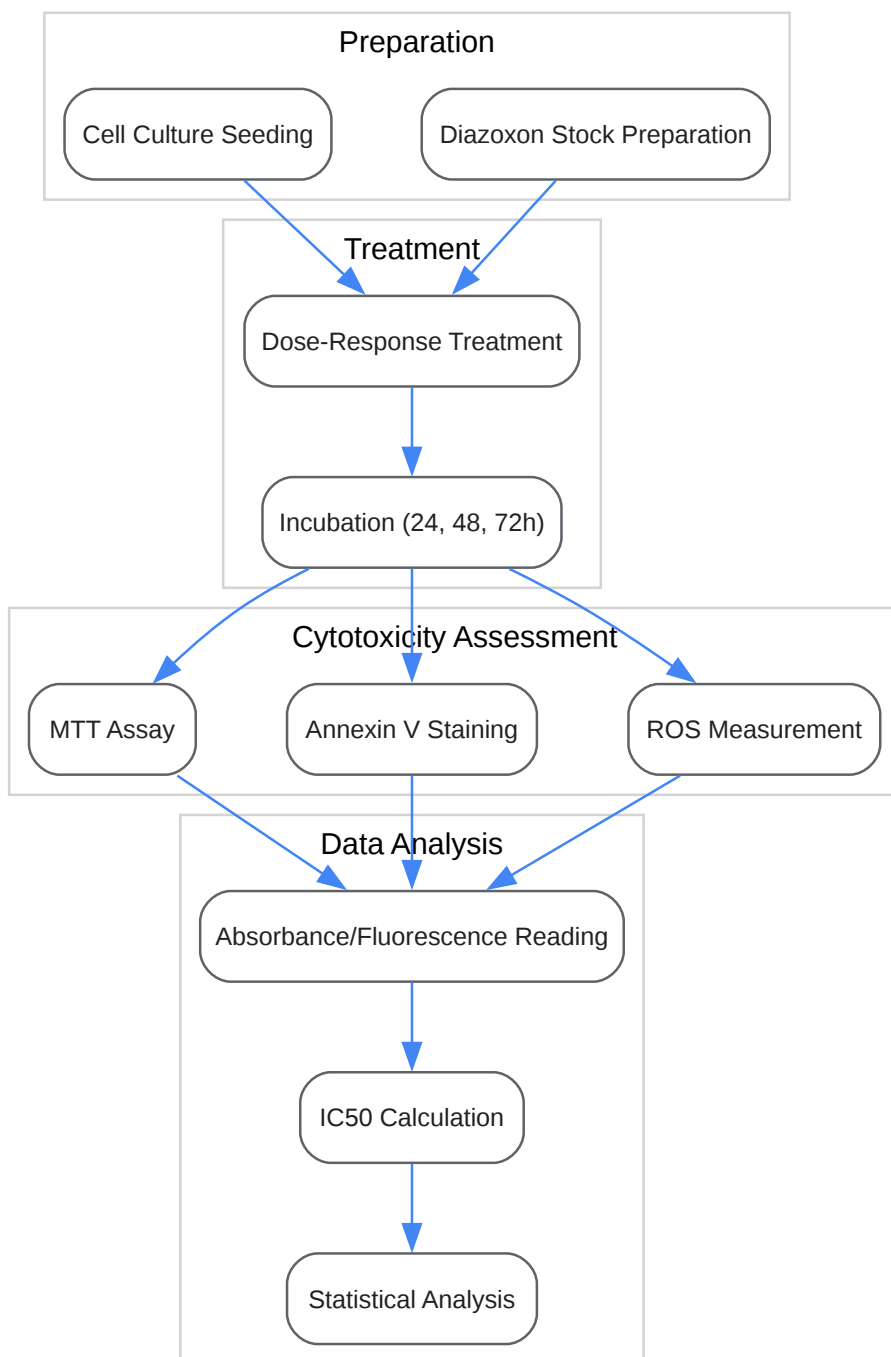 Preparation
Cell Culture Seeding
Diazoxon Stock Preparation
Treatment
Dose-Response Treatment
Incubation (24, 48, 72h)
Cytotoxicity Assessment
MTT Assay
Annexin V Staining
ROS Measurement
Data Analysis
Absorbance/Fluorescence Reading
IC50 Calculation
Statistical Analysis